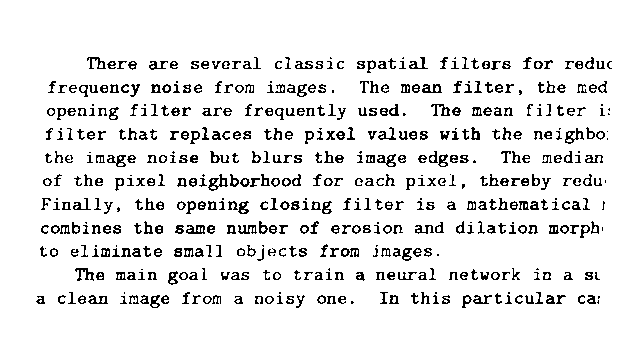 There are several classic spatial filters for reduc
frequency noise from images. The mean filter, the med
opening filter are frequently used. The mean filter is
filter that replaces the pixel values with the neighbo
the image noise but blurs the image edges. The median
of the pixel neighborhood for each pixel, thereby redu
Finally, the opening closing filter is a mathematical
combines the same number of erosion and dilation morph
to eliminate small objects from images.
The main goal was to train a neural network in a su
a clean image from a noisy one. In this particular ca